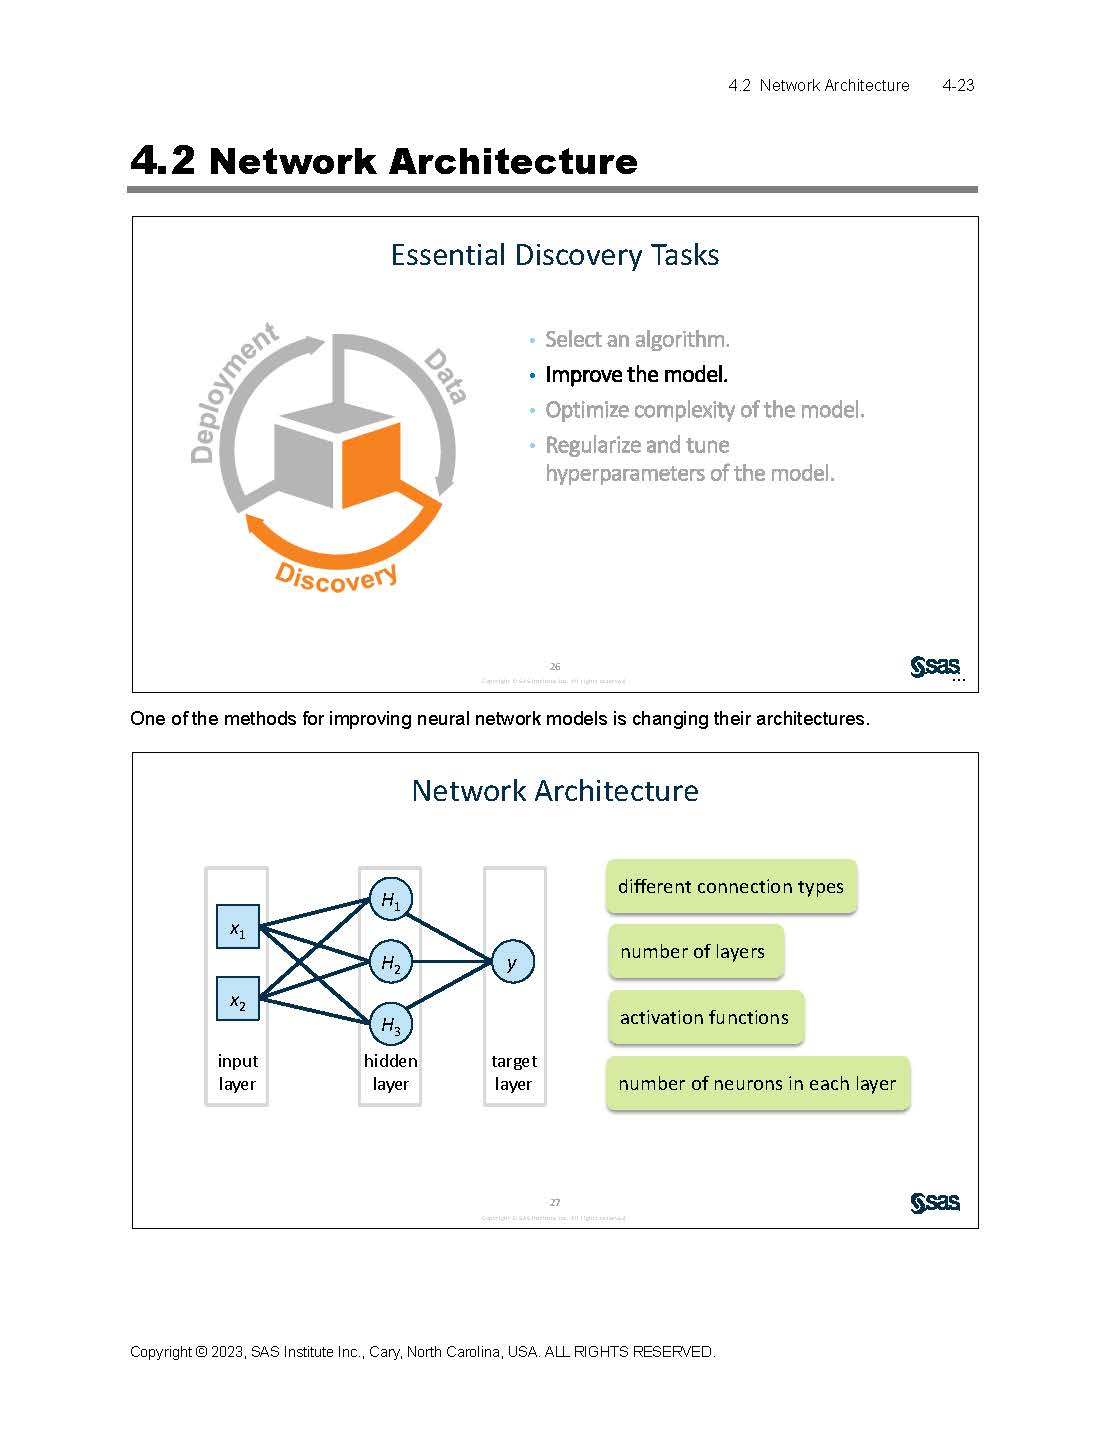 4.2 Network Architecture 4-23
4.2 Network Architecture
Essential Discovery Tasks
Deployment
Data
Discovery
• Select an algorithm.
• Improve the model.
• Optimize complexity of the model.
• Regularize and tune
hyperparameters of the model.
26
Copyright © SAS Institute Inc. All rights reserved.
sas
...
One of the methods for improving neural network models is changing their architectures.
Network Architecture
x1
x2
H1
H2
H3
y
input
layer
hidden
layer
target
layer
different connection types
number of layers
activation functions
number of neurons in each layer
27
Copyright © SAS Institute Inc. All rights reserved.
sas
Copyright © 2023, SAS Institute Inc., Cary, North Carolina, USA. ALL RIGHTS RESERVED.